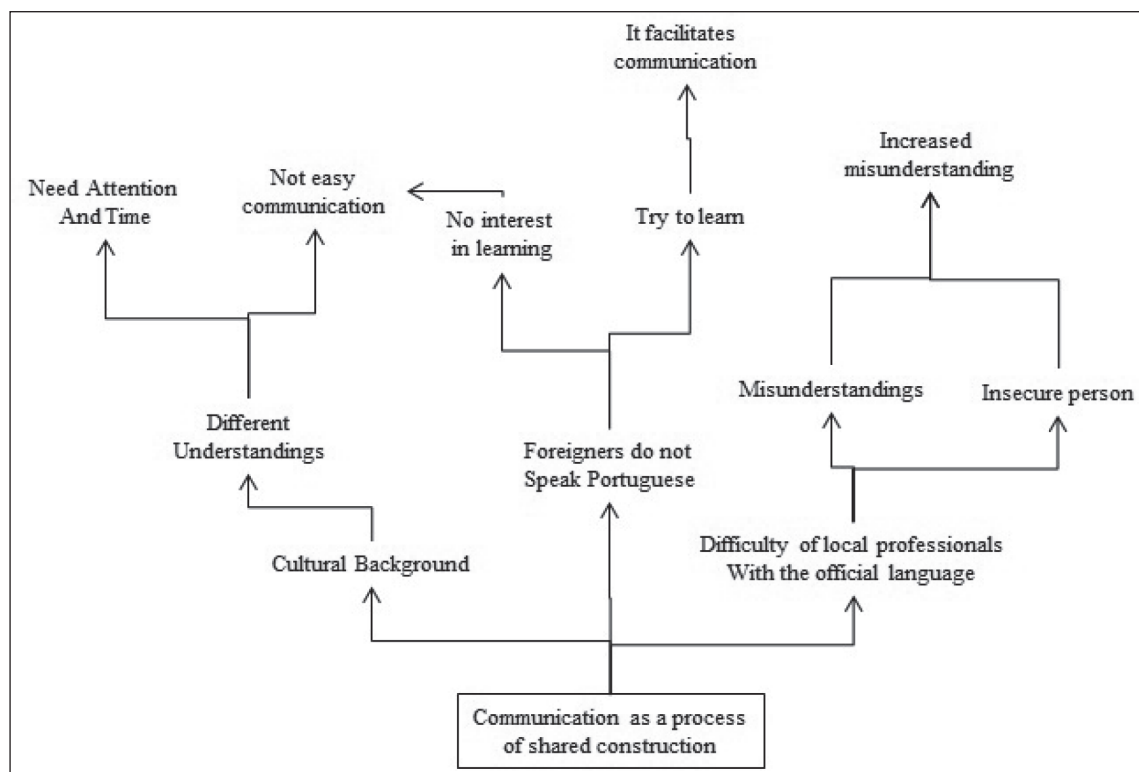 It facilitates
communication
Increased
misunderstanding
Need Attention
And Time
Not easy
communication
No interest
in learning
Try to learn
Misunderstandings
Insecure person
Different
Understandings
Foreigners do not
Speak Portuguese
Cultural Background
Difficulty of local professionals
With the official language
Communication as a process
of shared construction